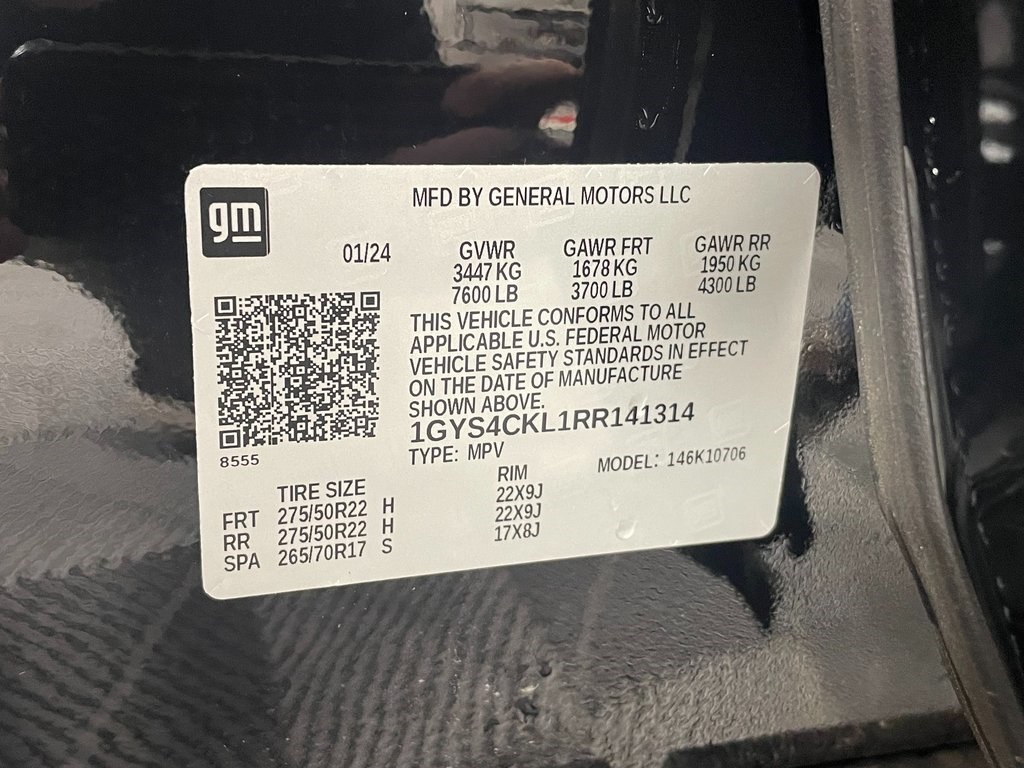 gm
MFD BY GENERAL MOTORS LLC
01/24
GVWR GAWR FRT GAWR RR
3447 KG 1678 KG 1950 KG
7600 LB 3700 LB 4300 LB
THIS VEHICLE CONFORMS TO ALL
APPLICABLE U.S. FEDERAL MOTOR
VEHICLE SAFETY STANDARDS IN EFFECT
ON THE DATE OF MANUFACTURE
SHOWN ABOVE.
1GYS4CKL1RR141314
8555
TYPE: MPV MODEL: 146K10706
TIRE SIZE RIM
FRT 275/50R22 H 22X9J
RR 275/50R22 H 22X9J
SPA 265/70R17 S 17X8J